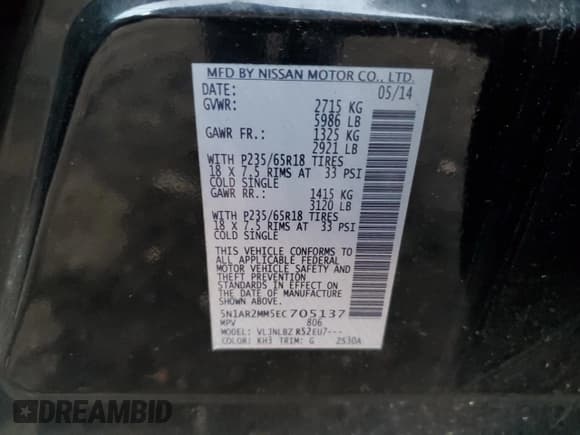 MFD BY NISSAN MOTOR CO., LTD.
DATE: 05/14
GVWR: 2715 KG
5986 LB
GAWR FR: 1325 KG
2921 LB
WITH P235/65R18 TIRES
18 X 7.5 RIMS AT 33 PSI
COLD SINGLE
GAWR RR: 1415 KG
3120 LB
WITH P235/65R18 TIRES
18 X 7.5 RIMS AT 33 PSI
COLD SINGLE
THIS VEHICLE CONFORMS TO
ALL APPLICABLE FEDERAL
MOTOR VEHICLE SAFETY AND
THEFT PREVENTION
STANDARDS IN EFFECT ON
THE DATE OF MANUFACTURE
SHOWN ABOVE.
5N1AR2MM5EC705137
MPV 806
MODEL: VLJNLBZ R52EU7---
COLOR: KH3 TRIM: G 2530A
DREAMBID